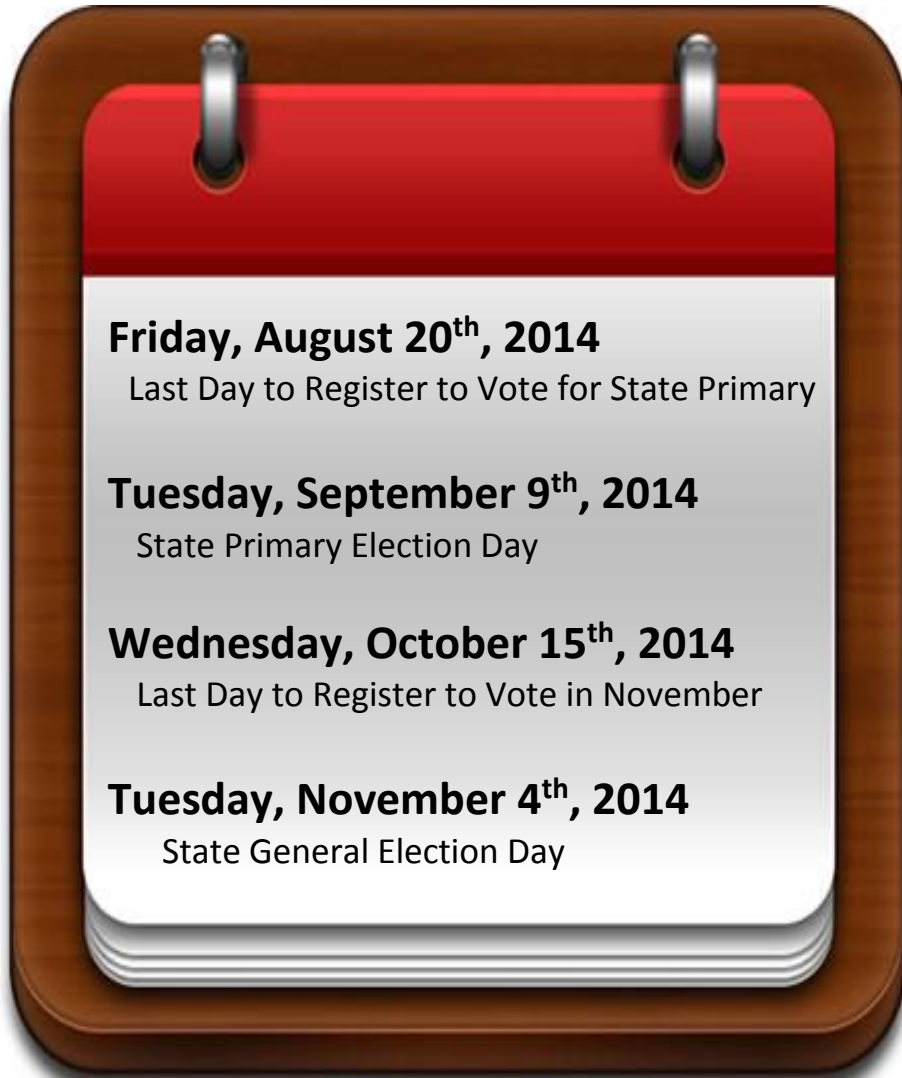 Friday, August 20th, 2014
Last Day to Register to Vote for State Primary
Tuesday, September 9th, 2014
State Primary Election Day
Wednesday, October 15th, 2014
Last Day to Register to Vote in November
Tuesday, November 4th, 2014
State General Election Day